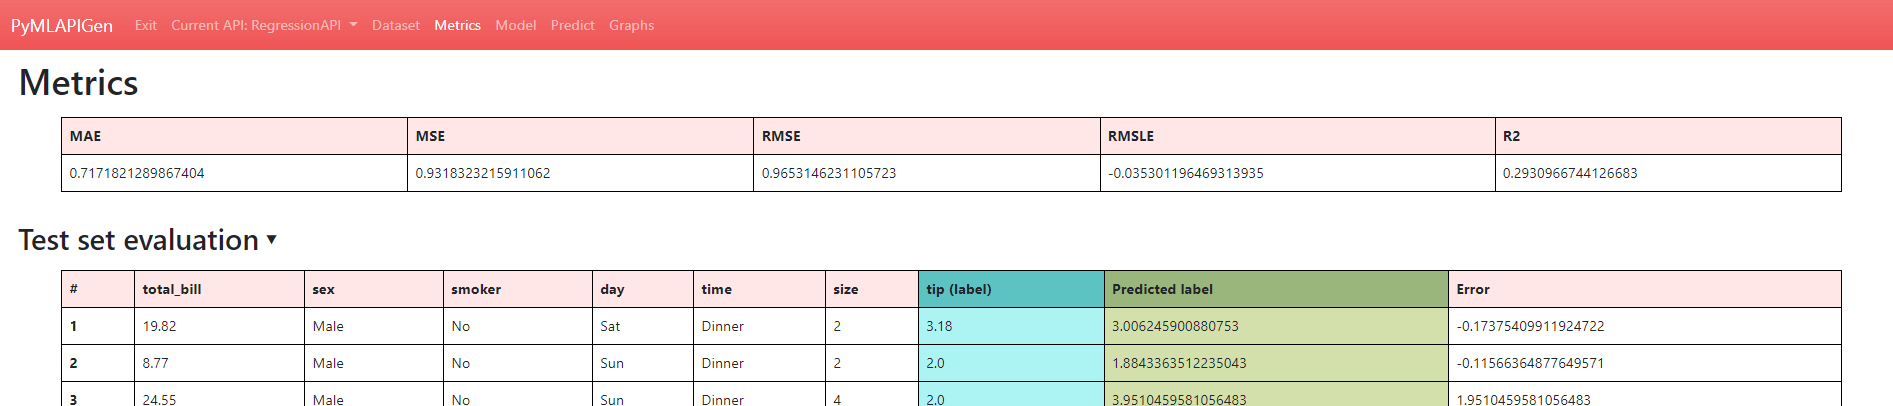 PyMLAPIGen Exit Current API: RegressionAPI Dataset Metrics Model Predict Graphs
Metrics
MAE MSE RMSE RMSLE R2
0.7171821289867404 0.9318323215911062 0.9653146231105723 -0.035301196469313935 0.2930966744126683
Test set evaluation ▾
# total_bill sex smoker day time size tip (label) Predicted label Error
1 19.82 Male No Sat Dinner 2 3.18 3.006245900880753 -0.17375409911924722
2 8.77 Male No Sun Dinner 2 2.0 1.8843363512235043 -0.11566364877649571
3 24.55 Male No Sun Dinner 4 2.0 3.9510459581056483 1.9510459581056483